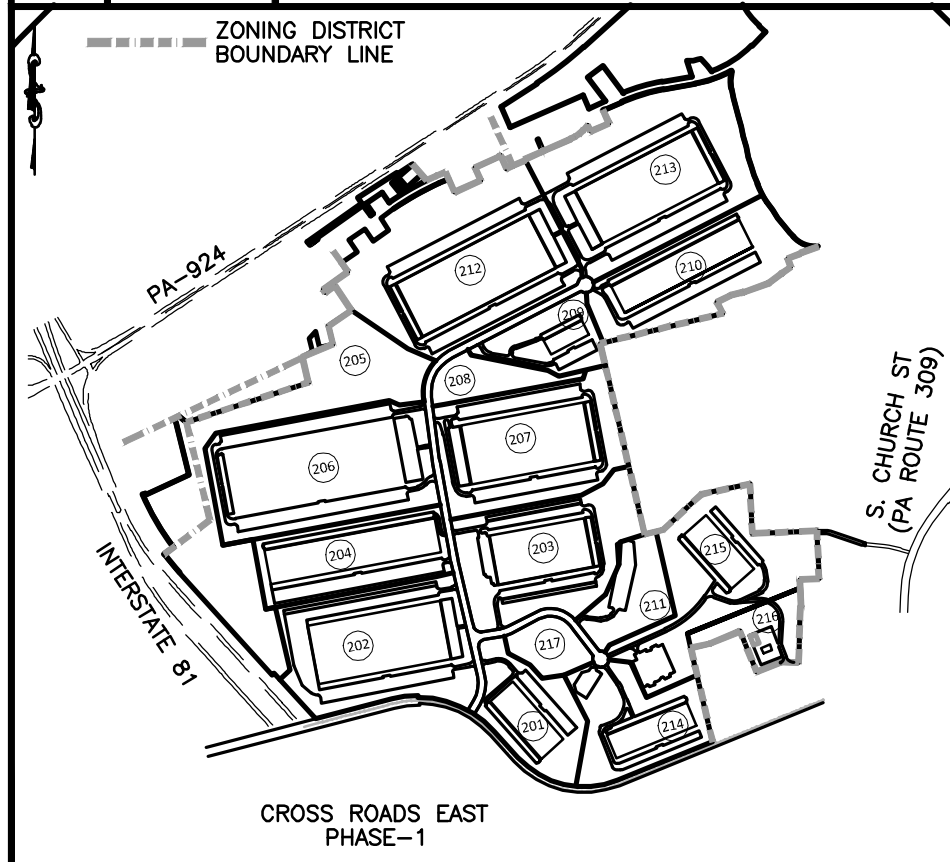 ZONING DISTRICT
BOUNDARY LINE
213
212
210
PA-924
209
205
208
207
206
S. CHURCH ST
(PA ROUTE 309)
204
203
215
INTERSTATE 81
211
216
202
217
201
214
CROSS ROADS EAST
PHASE-1